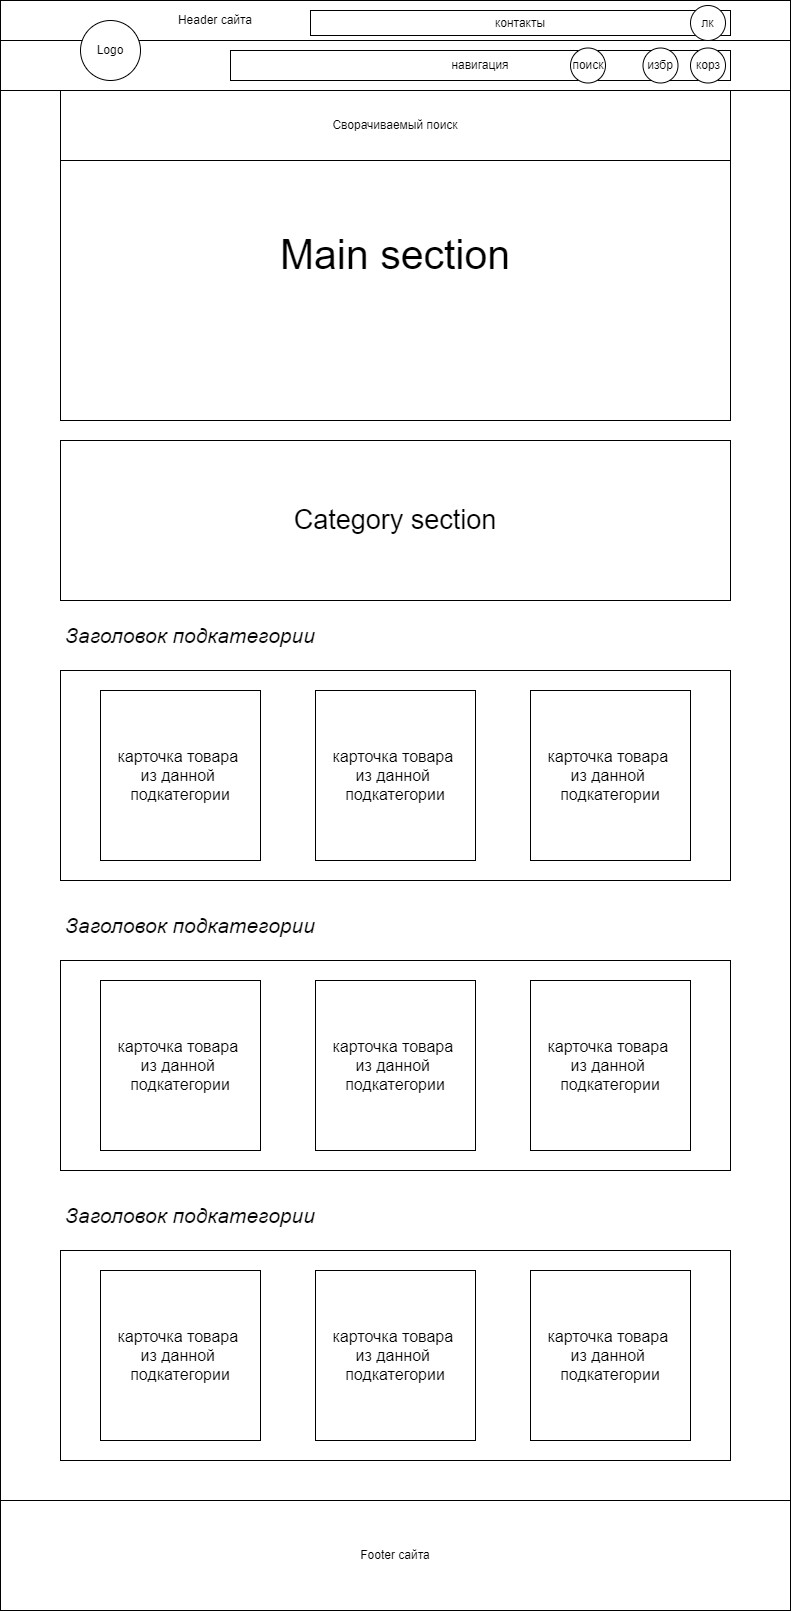 Header сайта
контакты
лк
Logo
навигация
поиск
избр
корз
Сворачиваемый поиск
Main section
Category section
Заголовок подкатегории
карточка товара
из данной
подкатегории
карточка товара
из данной
подкатегории
карточка товара
из данной
подкатегории
Заголовок подкатегории
карточка товара
из данной
подкатегории
карточка товара
из данной
подкатегории
карточка товара
из данной
подкатегории
Заголовок подкатегории
карточка товара
из данной
подкатегории
карточка товара
из данной
подкатегории
карточка товара
из данной
подкатегории
Footer сайта